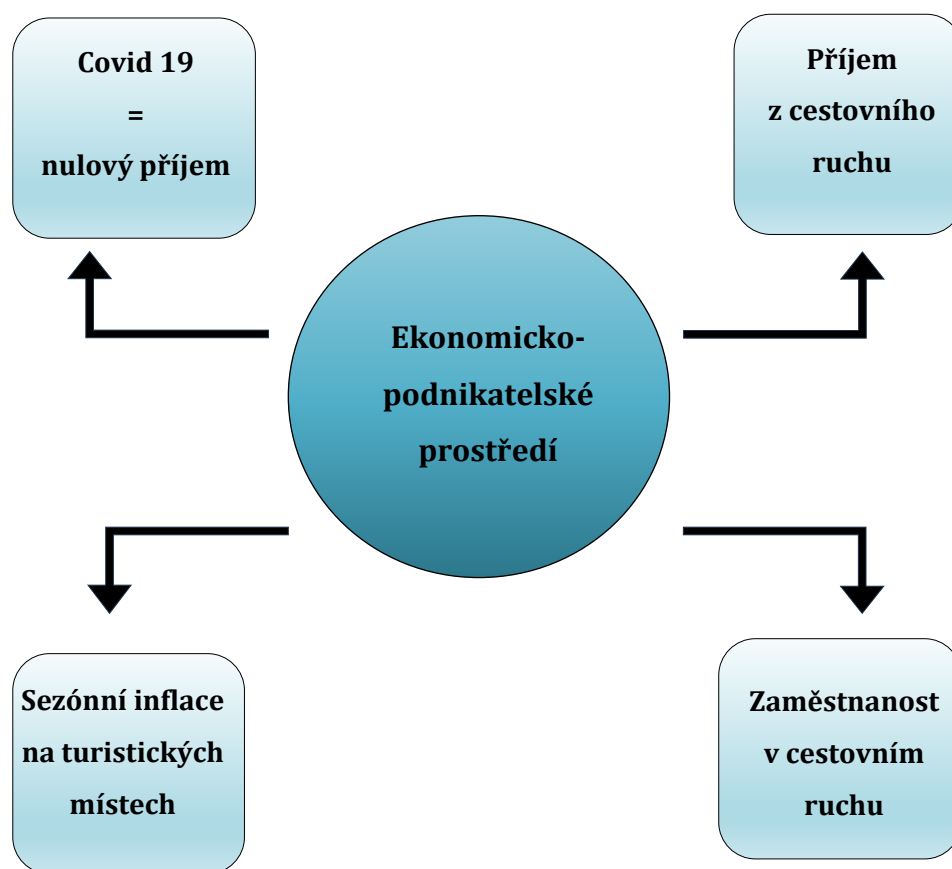 Covid 19
=
nulový příjem
Příjem
z cestovního
ruchu
Ekonomicko-
podnikatelské
prostředí
Sezónní inflace
na turistických
místech
Zaměstnanost
v cestovním
ruchu